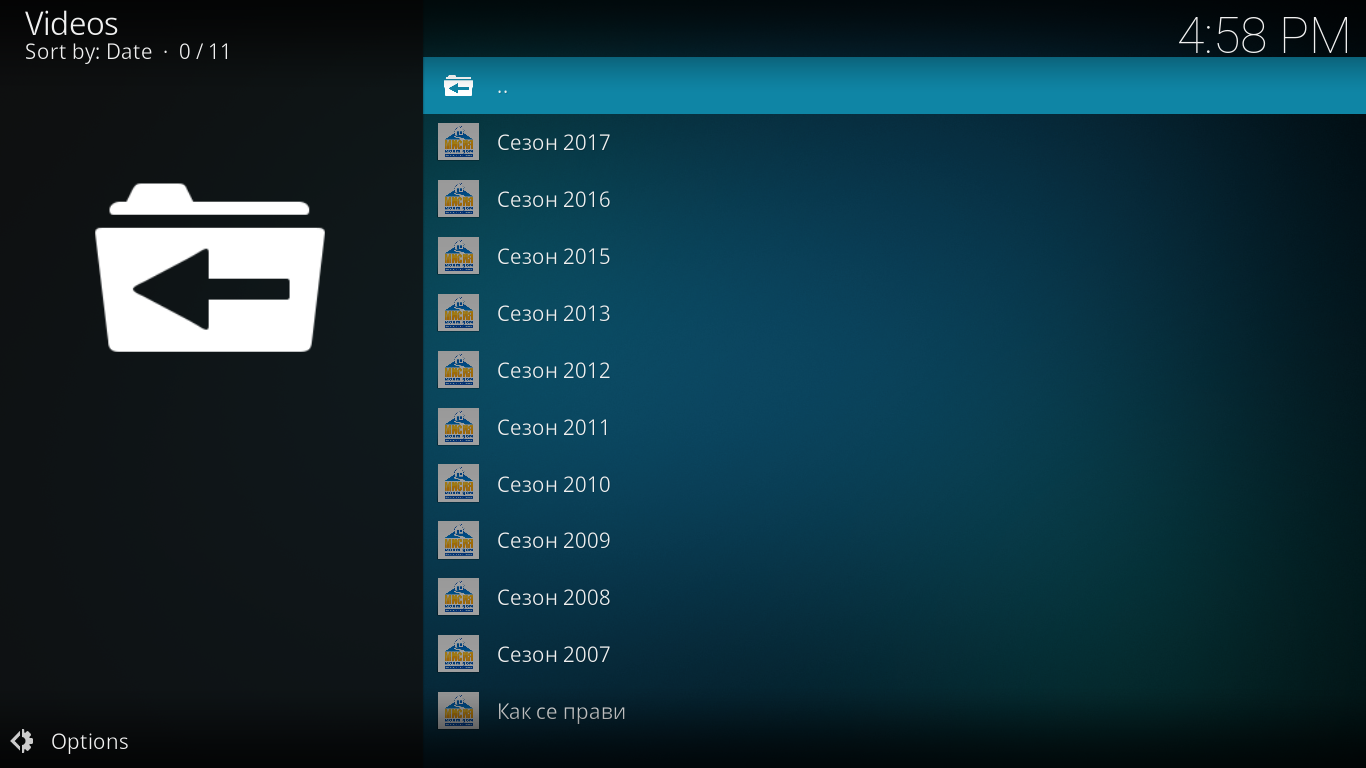 Videos
Sort by: Date · 0 / 11
4:58 PM
..
Сезон 2017
Сезон 2016
Сезон 2015
Сезон 2013
Сезон 2012
Сезон 2011
Сезон 2010
Сезон 2009
Сезон 2008
Сезон 2007
Как се прави
Options